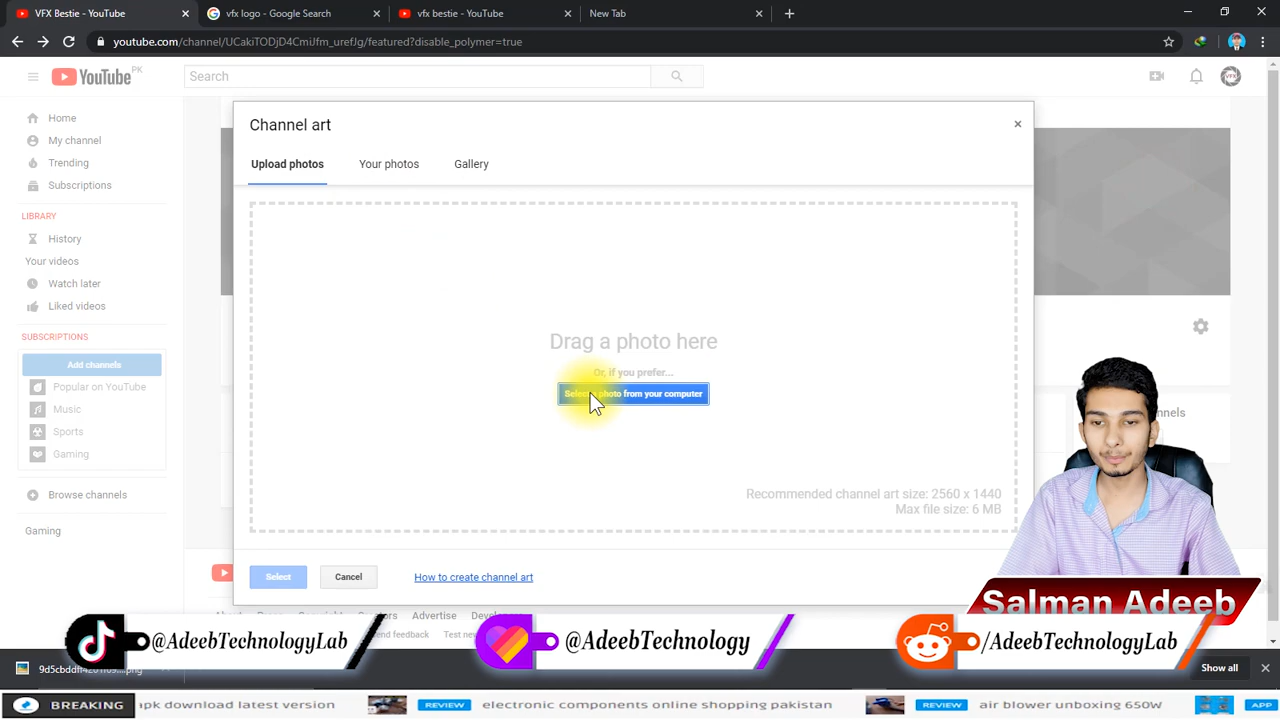 VFX Bestie - YouTube
vfx logo - Google Search
vfx bestie - YouTube
New Tab
youtube.com/channel/UCakiTODjD4CmiJfm_urefJg/featured?disable_polymer=true
YouTube PK
Search
VFX
Home
My channel
Trending
Subscriptions
LIBRARY
History
Your videos
Watch later
Liked videos
SUBSCRIPTIONS
Add channels
Popular on YouTube
Music
Sports
Gaming
Browse channels
Gaming
Channel art
Upload photos
Your photos
Gallery
Drag a photo here
Or, if you prefer...
Select a photo from your computer
Recommended channel art size: 2560 x 1440
Max file size: 6 MB
Select
Cancel
How to create channel art
Advertise
Salman Adeeb
@AdeebTechnologyLab
@AdeebTechnology
/AdeebTechnologyLab
Show all
BREAKING
apk download latest version
REVIEW
electronic components online shopping pakistan
REVIEW
air blower unboxing 650W
APP